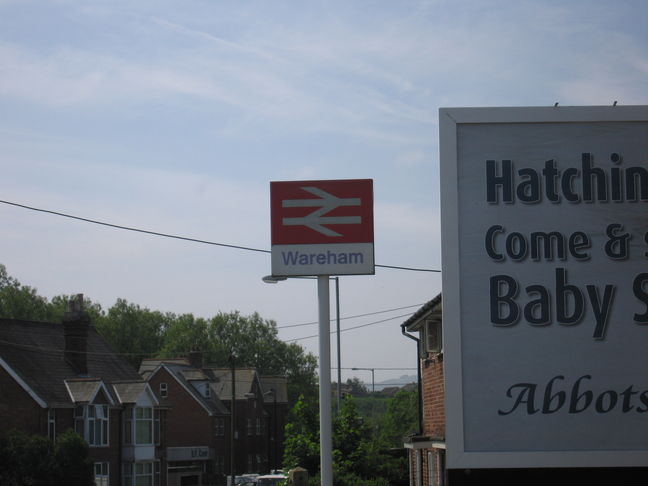 Wareham
Hatchin
Come &
Baby S
Abbots